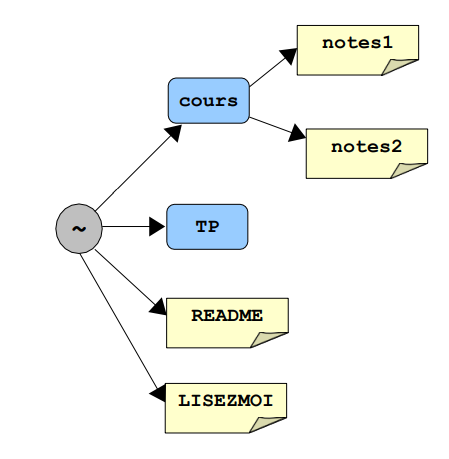 notes1
cours
notes2
~
TP
README
LISEZMOI